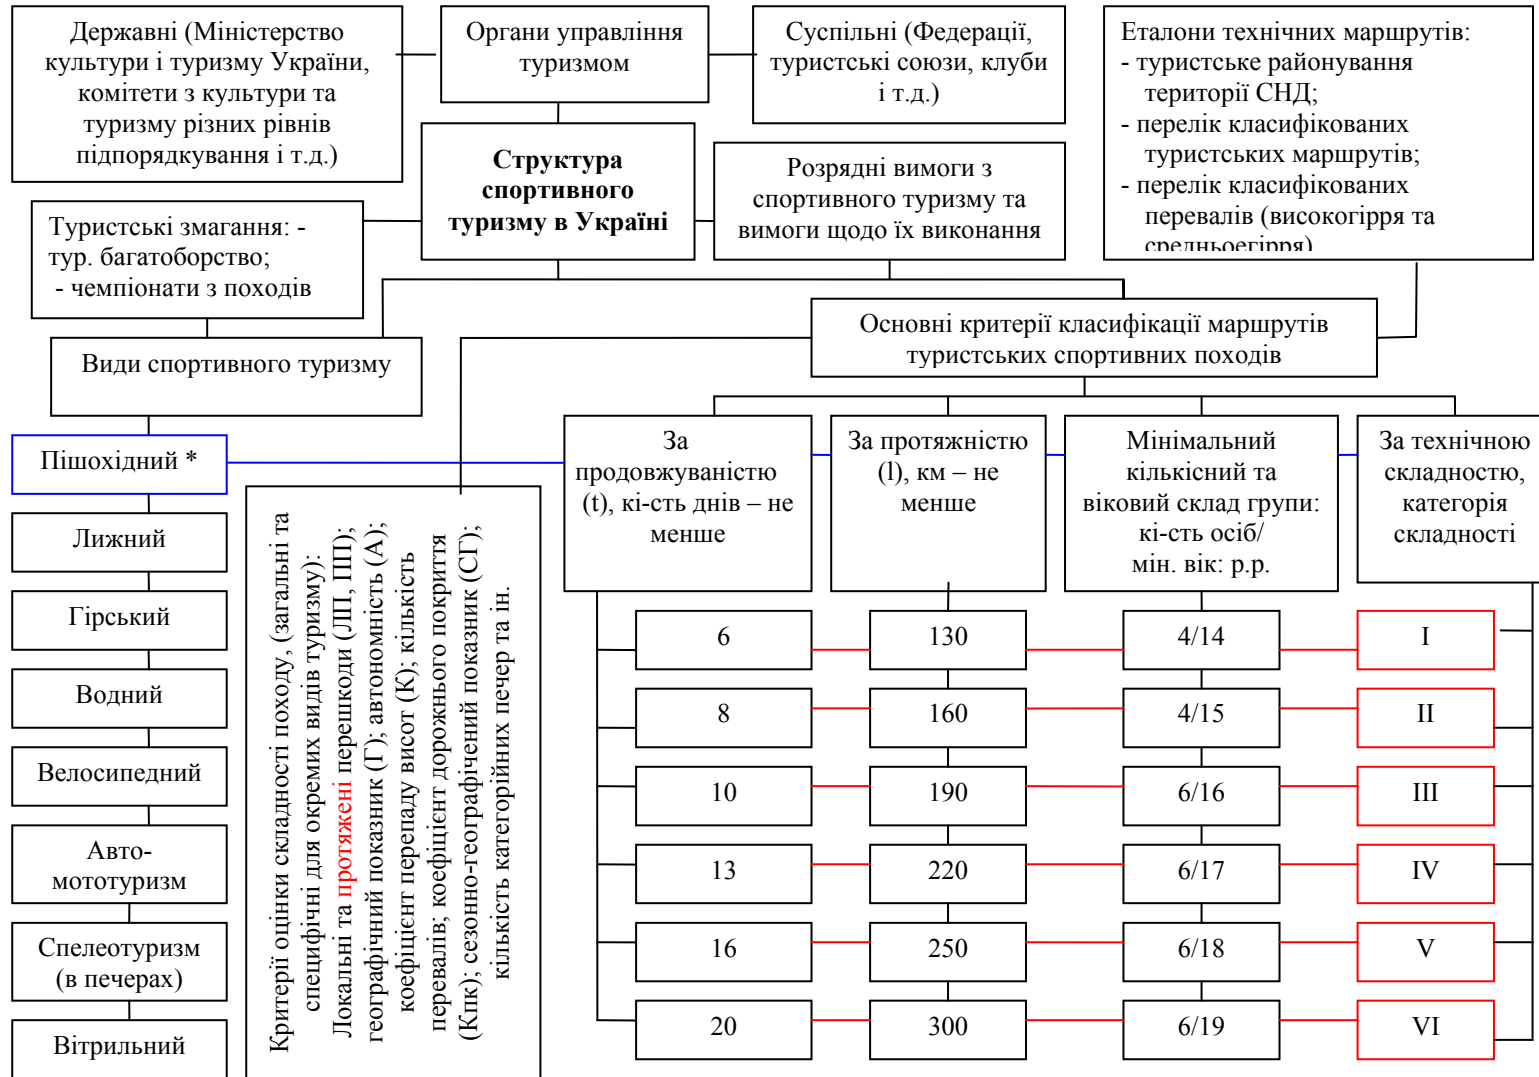 Державні (Міністерство
культури і туризму України,
комітети з культури та
туризму різних рівнів
підпорядкування і т.д.)
Органи управління
туризмом
Суспільні (Федерації,
туристські союзи, клуби
і т.д.)
Еталони технічних маршрутів:
- туристське районування
території СНД;
- перелік класифікованих
туристських маршрутів;
- перелік класифікованих
перевалів (високогіря та
средньоегіря)
Структура
спортивного
туризму в Україні
Розрядні вимоги з
спортивного туризму та
вимоги щодо їх виконання
Туристські змагання: -
тур. багатоборство;
- чемпіонати з походів
Основні критерії класифікації маршрутів
туристських спортивних походів
Види спортивного туризму
Пішохідний *
Лижний
Гірський
Водний
Велосипедний
Авто-
мототуризм
Спелеотуризм
(в печерах)
Вітрильний
Критерії оцінки складності походу, (загальні та
специфічні для окремих видів туризму):
Локальні та протяжені перешкоди (ЛП, ПП);
географічний показник (Г); автономність (А);
коефіцієнт перепаду висот (К); кількість
перевалів; коефіцієнт дорожнього покриття
(Кпк); сезонно-географічений показник (СГ);
кількість категорійних печер та ін.
За
продовжуваністю
(t), кі-сть днів – не
менше
За протяжністю
(l), км – не
менше
Мінімальний
кількісний та
віковий склад групи:
кі-сть осіб/
мін. вік: р.р.
За технічною
складностю,
категорія
складності
6 130 4/14 I
8 160 4/15 II
10 190 6/16 III
13 220 6/17 IV
16 250 6/18 V
20 300 6/19 VI